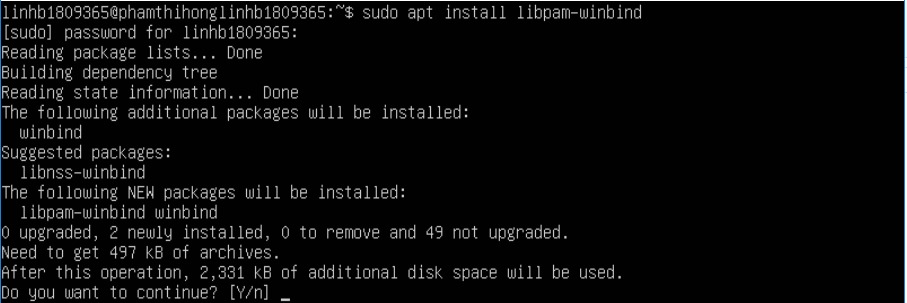 linhb1809365@phamthihonglinhb1809365:~$ sudo apt install libpam-winbind
[sudo] password for linhb1809365:
Reading package lists... Done
Building dependency tree
Reading state information... Done
The following additional packages will be installed:
  winbind
Suggested packages:
  libnss-winbind
The following NEW packages will be installed:
  libpam-winbind winbind
0 upgraded, 2 newly installed, 0 to remove and 49 not upgraded.
Need to get 497 kB of archives.
After this operation, 2,331 kB of additional disk space will be used.
Do you want to continue? [Y/n] _